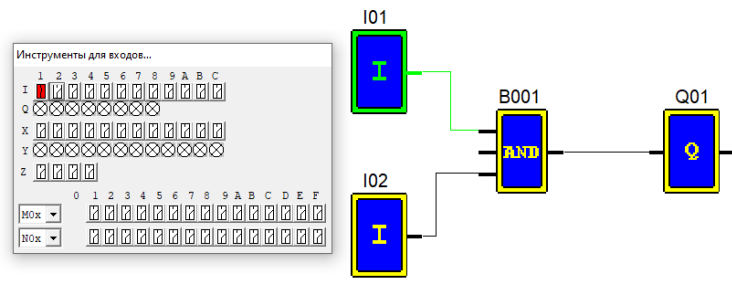 I01
Инструменты для входов...
1 2 3 4 5 6 7 8 9 A B C
I
Q
X
Y
Z
0 1 2 3 4 5 6 7 8 9 A B C D E F
M0x
N0x
I
B001
AND
Q01
Q
I02
I